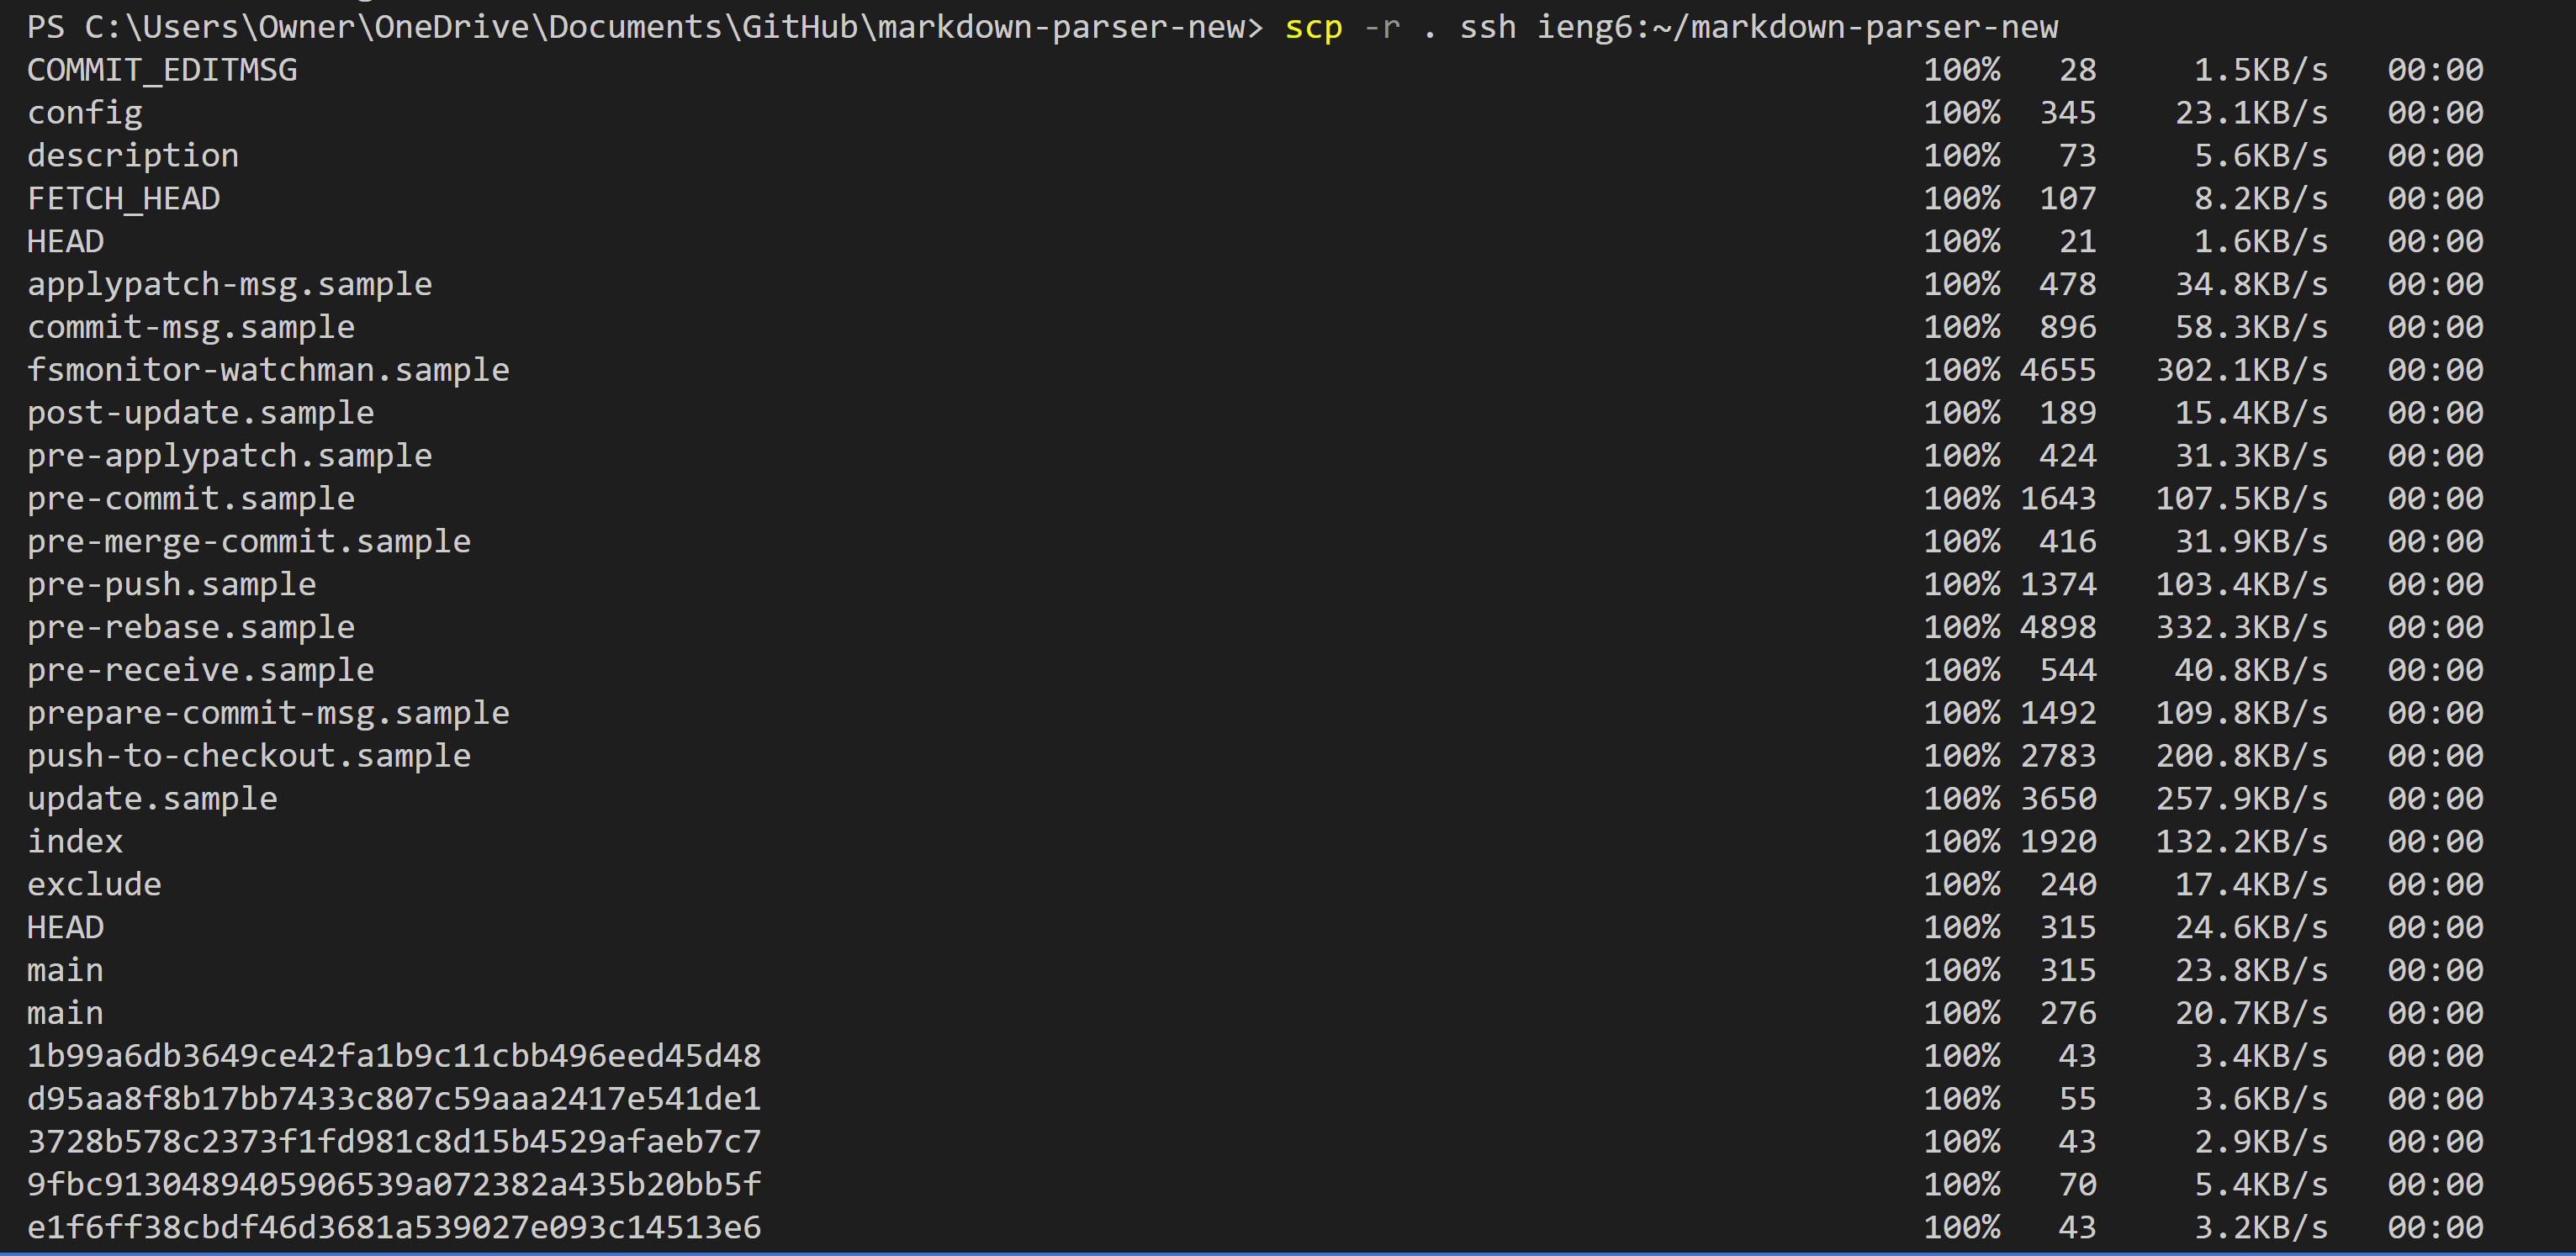 PS C:\Users\Owner\OneDrive\Documents\GitHub\markdown-parser-new> scp -r . ssh ieng6:~/markdown-parser-new
COMMIT_EDITMSG 100% 28 1.5KB/s 00:00
config 100% 345 23.1KB/s 00:00
description 100% 73 5.6KB/s 00:00
FETCH_HEAD 100% 107 8.2KB/s 00:00
HEAD 100% 21 1.6KB/s 00:00
applypatch-msg.sample 100% 478 34.8KB/s 00:00
commit-msg.sample 100% 896 58.3KB/s 00:00
fsmonitor-watchman.sample 100% 4655 302.1KB/s 00:00
post-update.sample 100% 189 15.4KB/s 00:00
pre-applypatch.sample 100% 424 31.3KB/s 00:00
pre-commit.sample 100% 1643 107.5KB/s 00:00
pre-merge-commit.sample 100% 416 31.9KB/s 00:00
pre-push.sample 100% 1374 103.4KB/s 00:00
pre-rebase.sample 100% 4898 332.3KB/s 00:00
pre-receive.sample 100% 544 40.8KB/s 00:00
prepare-commit-msg.sample 100% 1492 109.8KB/s 00:00
push-to-checkout.sample 100% 2783 200.8KB/s 00:00
update.sample 100% 3650 257.9KB/s 00:00
index 100% 1920 132.2KB/s 00:00
exclude 100% 240 17.4KB/s 00:00
HEAD 100% 315 24.6KB/s 00:00
main 100% 315 23.8KB/s 00:00
main 100% 276 20.7KB/s 00:00
1b99a6db3649ce42fa1b9c11cbb496eed45d48 100% 43 3.4KB/s 00:00
d95aa8f8b17bb7433c807c59aaa2417e541de1 100% 55 3.6KB/s 00:00
3728b578c2373f1fd981c8d15b4529afaeb7c7 100% 43 2.9KB/s 00:00
9fbc9130489405906539a072382a435b20bb5f 100% 70 5.4KB/s 00:00
e1f6ff38cbdf46d3681a539027e093c14513e6 100% 43 3.2KB/s 00:00